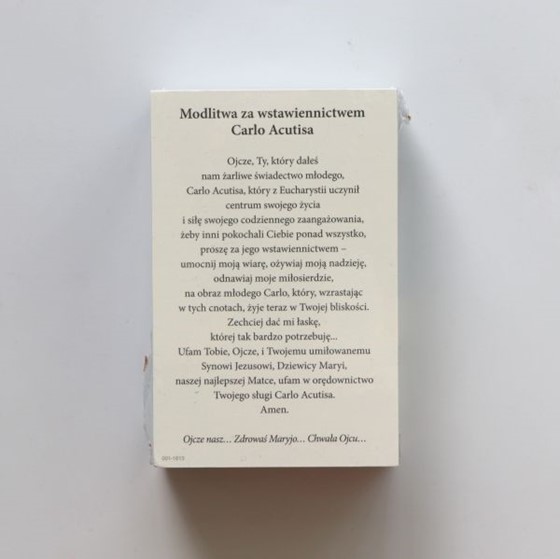 Modlitwa za wstawiennictwem
Carlo Acutisa
Ojcze, Ty, który dałeś
nam żarliwe świadectwo młodego,
Carlo Acutisa, który z Eucharystii uczynił
centrum swojego życia
i siłę swojego codziennego zaangażowania,
żeby inni pokochali Ciebie ponad wszystko,
proszę za jego wstawiennictwem –
umocnij moją wiarę, ożywiaj moją nadzieję,
odnawiaj moje miłosierdzie,
na obraz młodego Carlo, który, wzrastając
w tych cnotach, żyje teraz w Twojej bliskości.
Zechciej dać mi łaskę,
której tak bardzo potrzebuję...
Ufam Tobie, Ojcze, i Twojemu umiłowanemu
Synowi Jezusowi, Dziewicy Maryi,
naszej najlepszej Matce, ufam w orędownictwo
Twojego sługi Carlo Acutisa.
Amen.
Ojcze nasz... Zdrowaś Maryjo... Chwała Ojcu...